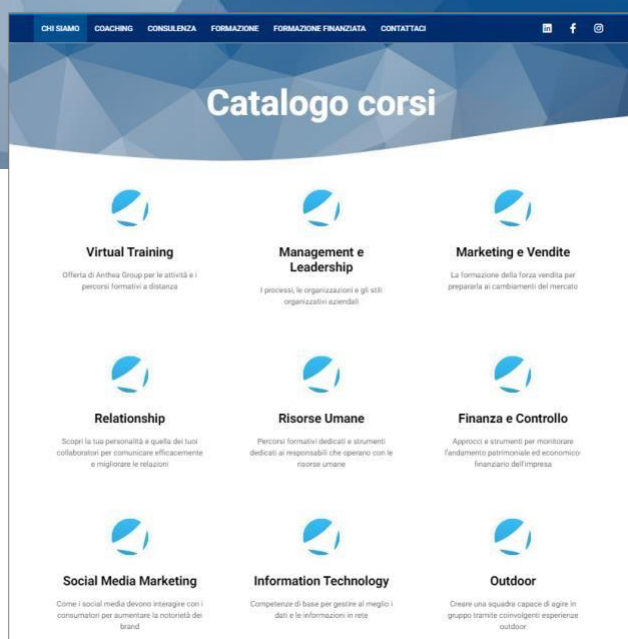 CHI SIAMO COACHING CONSULENZA FORMAZIONE FORMAZIONE FINANZIATA CONTATTACI
Catalogo corsi
Virtual Training
Offerta di Anthea Group per le attività e i
percorsi formativi a distanza
Management e
Leadership
I processi, le organizzazioni e gli stili
organizzativi aziendali
Marketing e Vendite
La formazione della forza vendita per
prepararla ai cambiamenti del mercato
Relationship
Scopri la tua personalità e quella dei tuoi
collaboratori per comunicare efficacemente
e migliorare le relazioni
Risorse Umane
Percorsi formativi dedicati e strumenti
dedicati ai responsabili che operano con le
risorse umane
Finanza e Controllo
Approcci e strumenti per monitorare
l'andamento patrimoniale ed economico-
finanziario dell'impresa
Social Media Marketing
Come i social media devono interagire con i
consumatori per aumentare la notorietà dei
brand
Information Technology
Competenze di base per gestire al meglio i
dati e le informazioni in rete
Outdoor
Creare una squadra capace di agire in
gruppo tramite coinvolgenti esperienze
outdoor